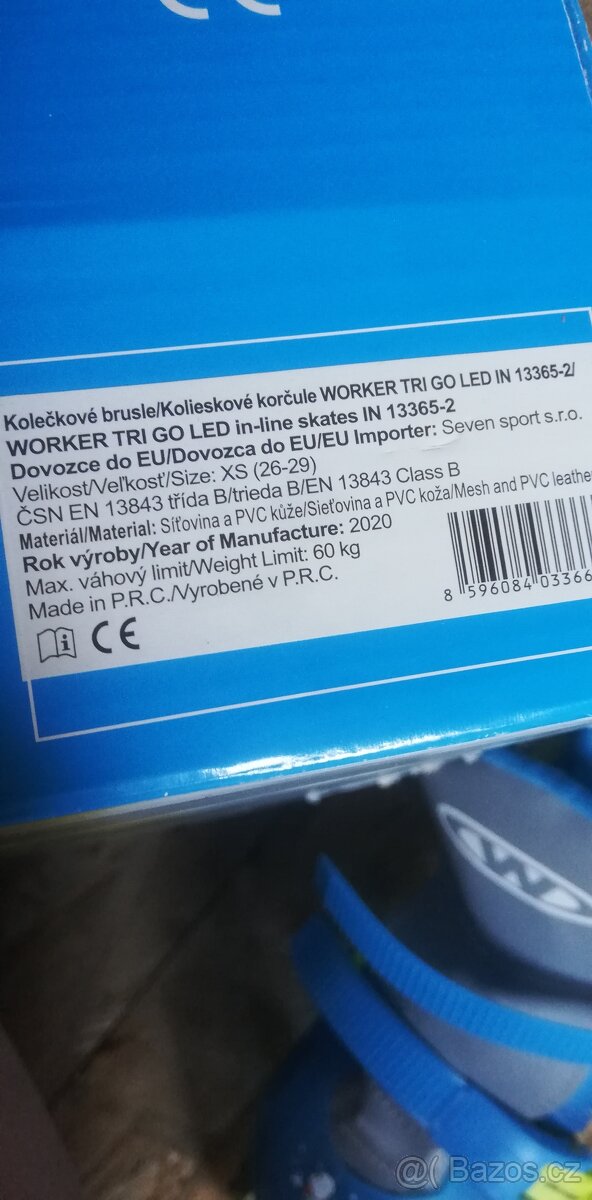 CE
Kolečkové brusle/Kolieskové korčule WORKER TRI GO LED IN 13365-2/
WORKER TRI GO LED in-line skates IN 13365-2
Dovozce do EU/Dovozca do EU/EU Importer: Seven sport s.r.o.
Velikost/Veľkosť/Size: XS (26-29)
ČSN EN 13843 třída B/trieda B/EN 13843 Class B
Materiál/Material: Síťovina a PVC kůže/Sieťovina a PVC koža/Mesh and PVC leather
Rok výroby/Year of Manufacture: 2020
Max. váhový limit/Weight Limit: 60 kg
Made in P.R.C./Vyrobené v P.R.C.
8 596084 03366
i CE
W
@( Bazos.cz